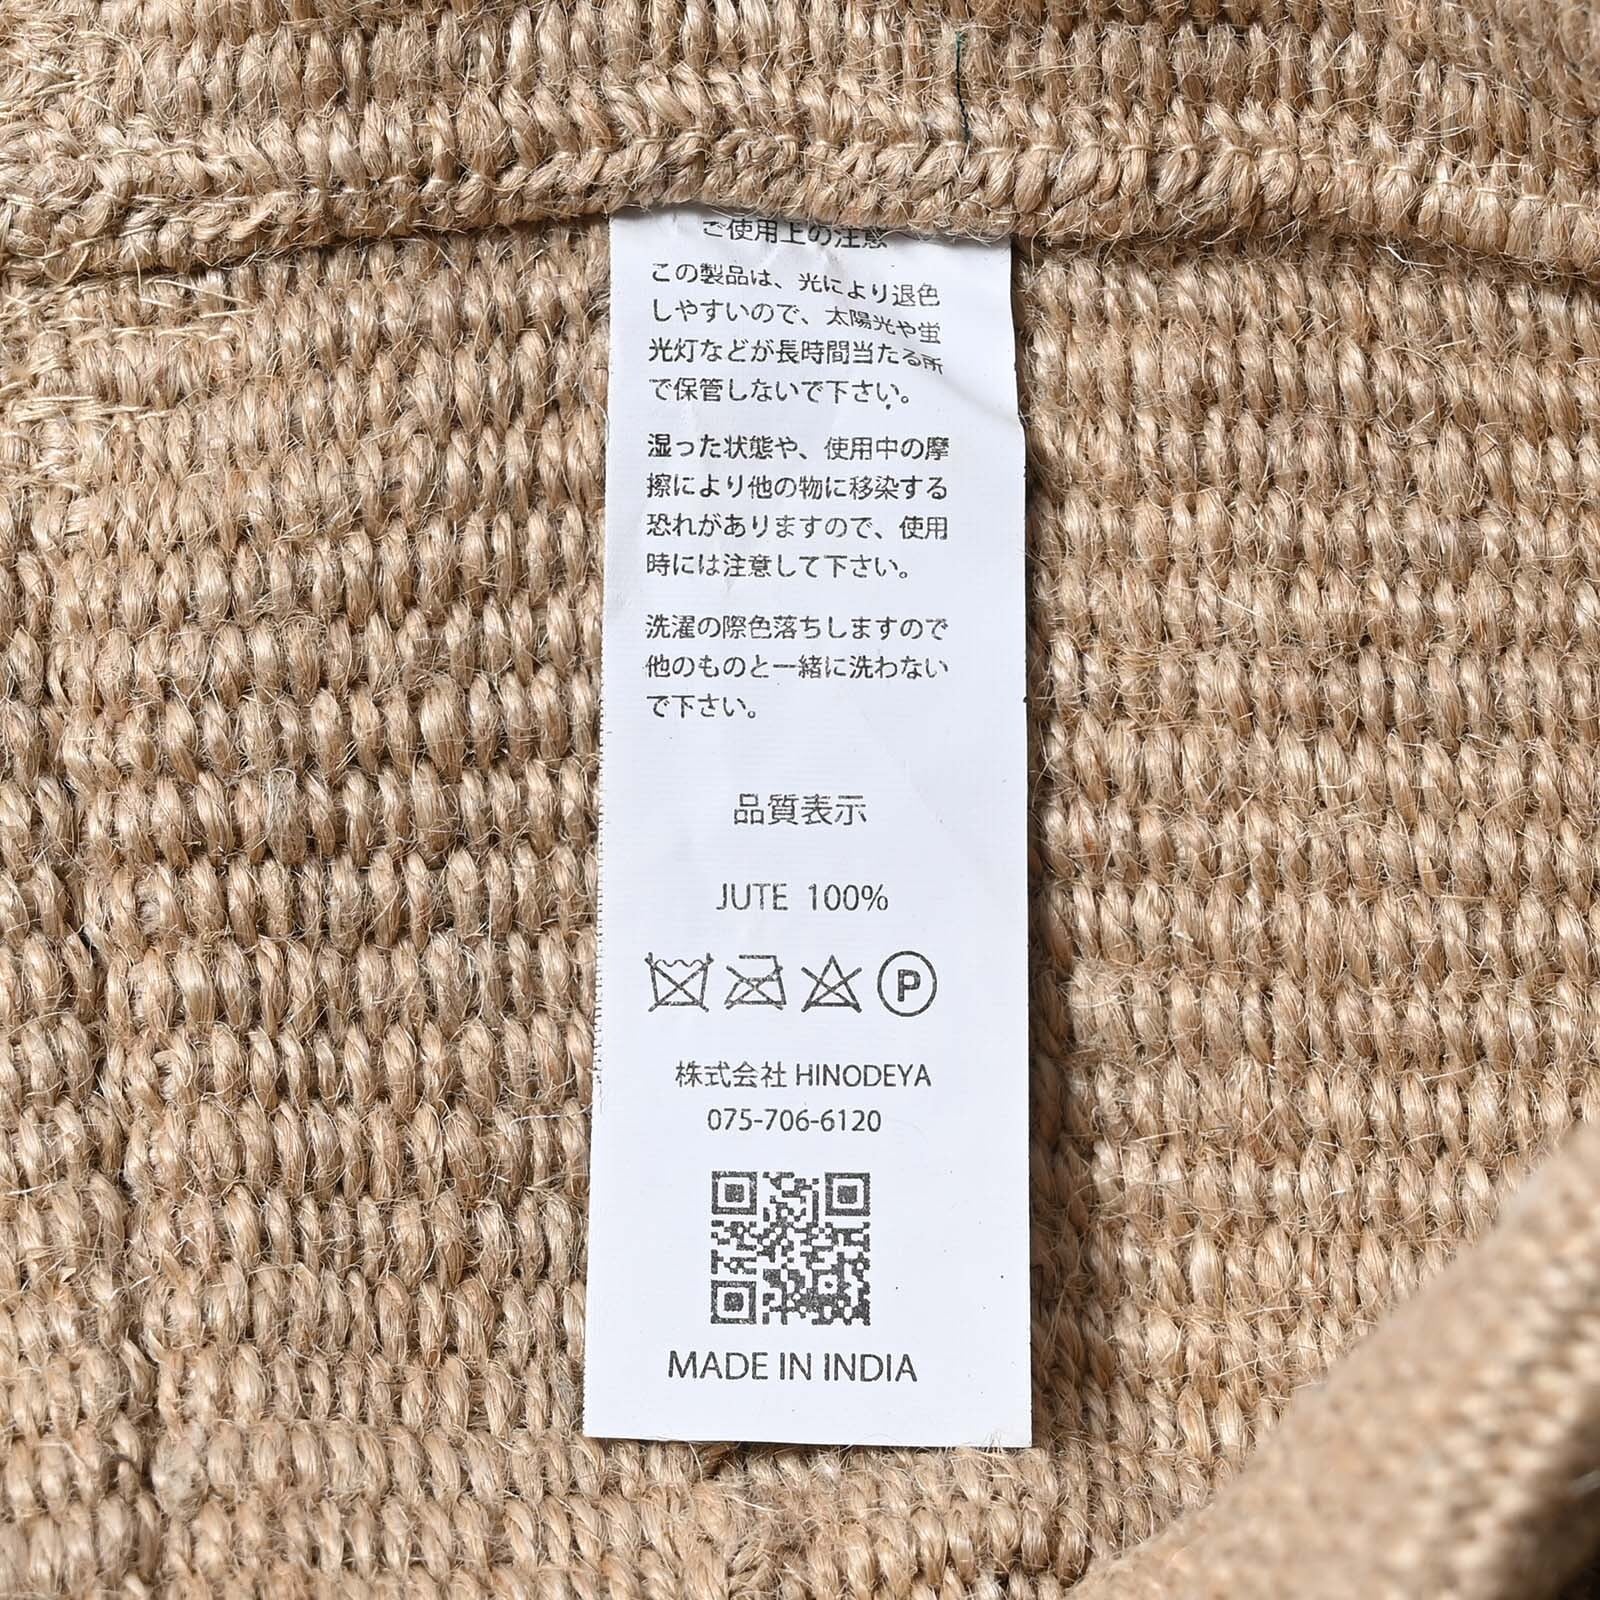 ご使用上の注意
この製品は、光により退色
しやすいので、太陽光や蛍
光灯などが長時間当たる所
で保管しないで下さい。
湿った状態や、使用中の摩
擦により他の物に移染する
恐れがありますので、使用
時には注意して下さい。
洗濯の際色落ちしますので
他のものと一緒に洗わない
で下さい。
品質表示
JUTE 100%
P
株式会社 HINODEYA
075-706-6120
MADE IN INDIA